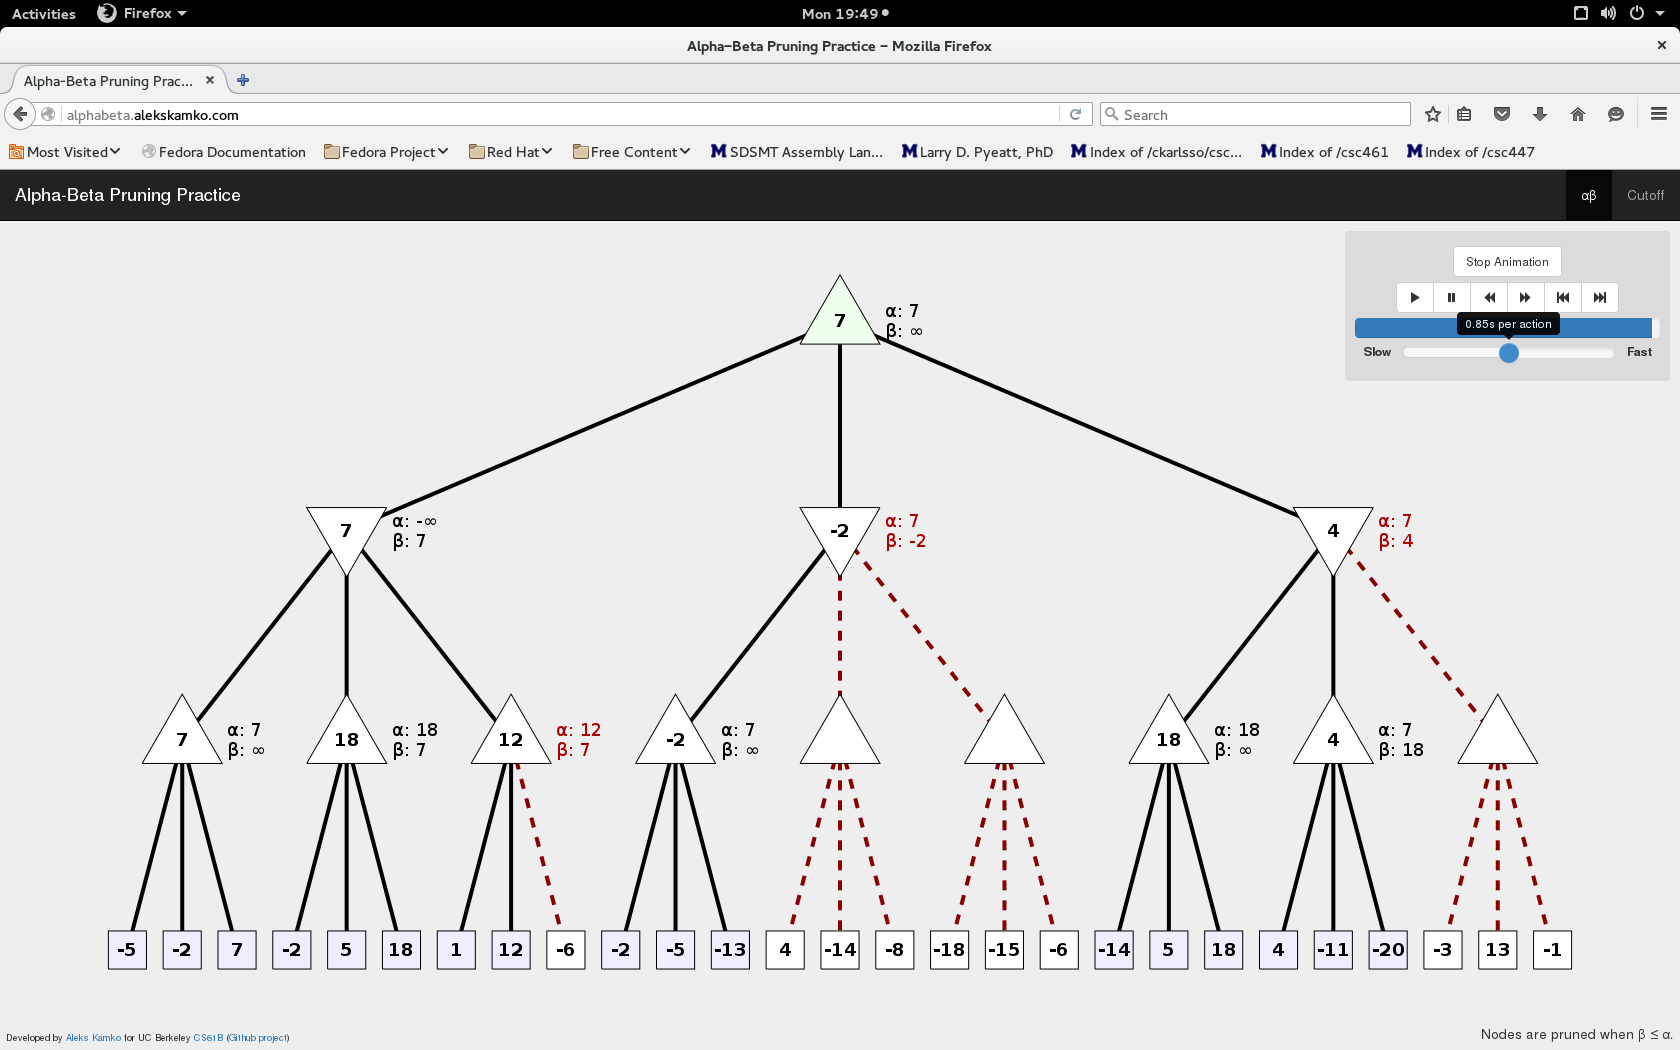 Activities Firefox Mon 19:49
Alpha-Beta Pruning Practice - Mozilla Firefox
Alpha-Beta Pruning Prac...
alphabeta.alekskamko.com Search
Most Visited Fedora Documentation Fedora Project Red Hat Free Content SDSMT Assembly Lan... Larry D. Pyeatt, PhD Index of /ckarlsso/csc... Index of /csc461 Index of /csc447
Alpha-Beta Pruning Practice αβ Cutoff
Stop Animation
0.85s per action
Slow Fast
7 α: 7
β: ∞
7 α: -∞
β: 7
-2 α: 7
β: -2
4 α: 7
β: 4
7 α: 7
β: ∞
18 α: 18
β: 7
12 α: 12
β: 7
-2 α: 7
β: ∞
18 α: 18
β: ∞
4 α: 7
β: 18
-5 -2 7 -2 5 18 1 12 -6 -2 -5 -13 4 -14 -8 -18 -15 -6 -14 5 18 4 -11 -20 -3 13 -1
Nodes are pruned when β ≤ α.
Developed by Aleks Kamko for UC Berkeley CS61B (Github project)